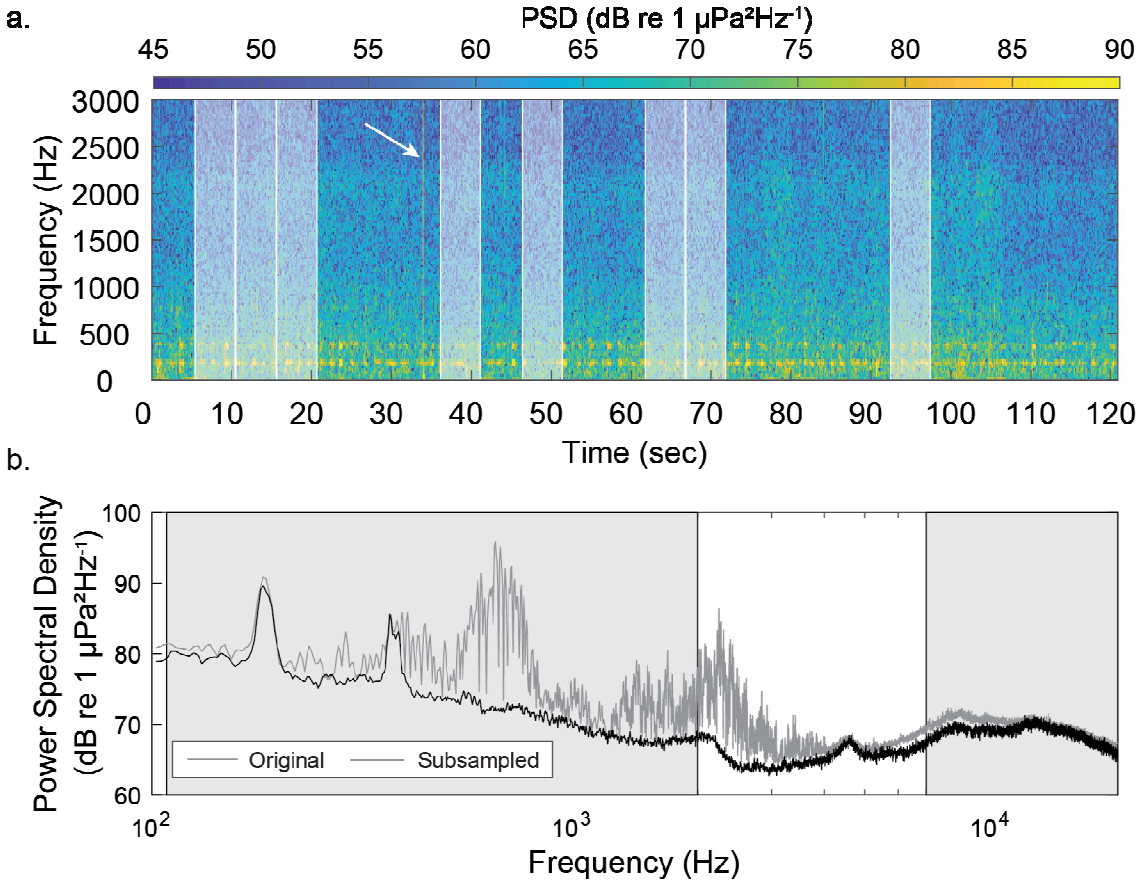 a.
PSD (dB re 1 µPa²Hz⁻¹)
45 50 55 60 65 70 75 80 85 90
Frequency (Hz)
3000
2500
2000
1500
1000
500
0
0 10 20 30 40 50 60 70 80 90 100 110 120
Time (sec)
b.
Power Spectral Density
(dB re 1 µPa²Hz⁻¹)
100
90
80
70
60
Original Subsampled
10² 10³ 10⁴
Frequency (Hz)